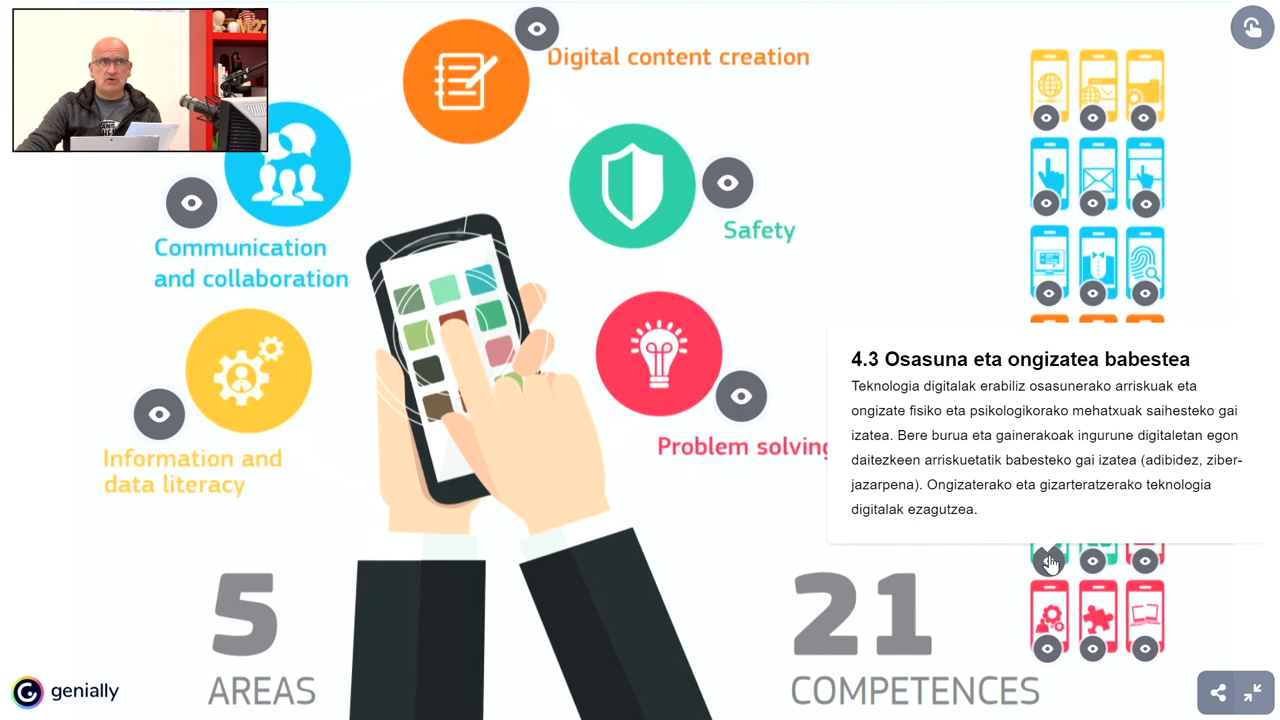 Digital content creation
Safety
Communication
and collaboration
Information and
data literacy
Problem solving
4.3 Osasuna eta ongizatea babestea
Teknologia digitalak erabiliz osasunerako arriskuak eta
ongizate fisiko eta psikologikorako mehatxuak saihesteko gai
izatea. Bere burua eta gainerakoak ingurune digitaletan egon
daitezkeen arriskuetatik babesteko gai izatea (adibidez, ziber-
jazarpena). Ongizaterako eta gizarteratzerako teknologia
digitalak ezagutzea.
5
AREAS
21
COMPETENCES
genially